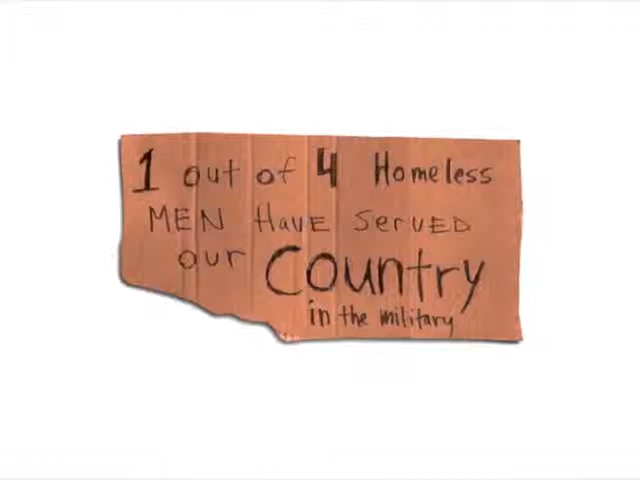 1 out of 4 Homeless
MEN HavE SerVED
our Country
in the military